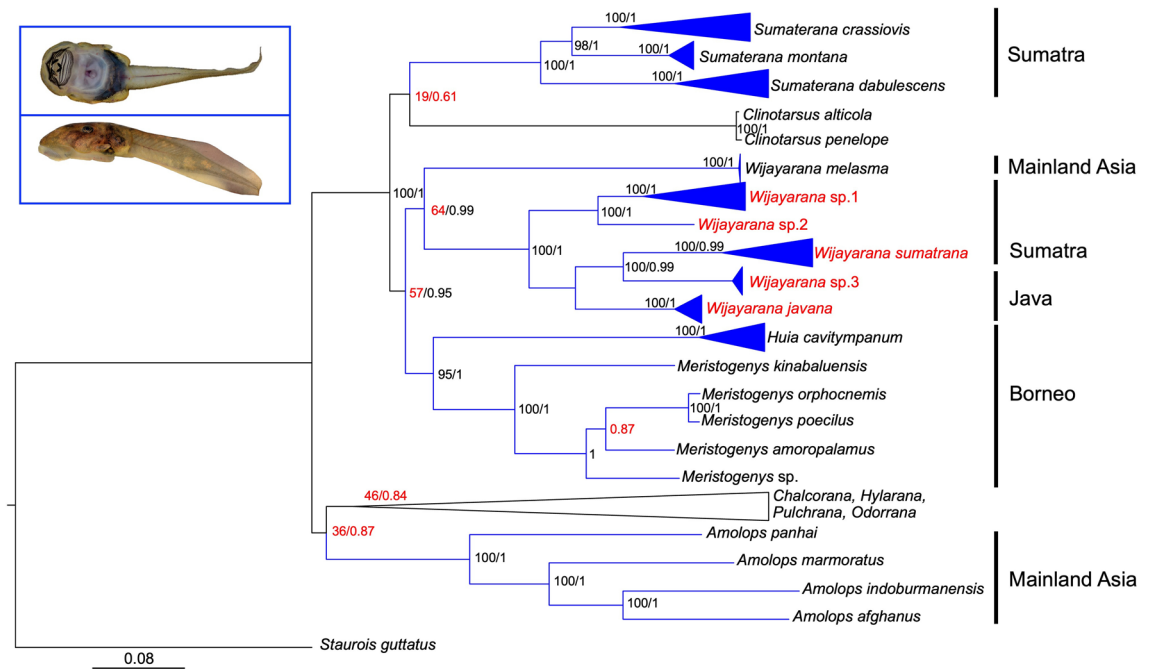 100/1
Sumaterana crassiovis
98/1
100/1
Sumaterana montana
Sumatra
100/1
100/1
Sumaterana dabulescens
19/0.61
Clinotarsus alticola
100/1
Clinotarsus penelope
100/1
Wijayarana melasma
Mainland Asia
100/1
100/1
Wijayarana sp.1
64/0.99
100/1
Wijayarana sp.2
100/1
100/0.99
Wijayarana sumatrana
Sumatra
100/0.99
Wijayarana sp.3
57/0.95
Java
100/1
Wijayarana javana
100/1
Huia cavitympanum
95/1
Meristogenys kinabaluensis
Borneo
100/1
Meristogenys orphocnemis
100/1
Meristogenys poecilus
0.87
Meristogenys amoropalamus
1
Meristogenys sp.
46/0.84
Chalcorana, Hylarana,
Pulchrana, Odorrana
36/0.87
Amolops panhai
100/1
Amolops marmoratus
100/1
Mainland Asia
Amolops indoburmanensis
100/1
Amolops afghanus
Staurois guttatus
0.08